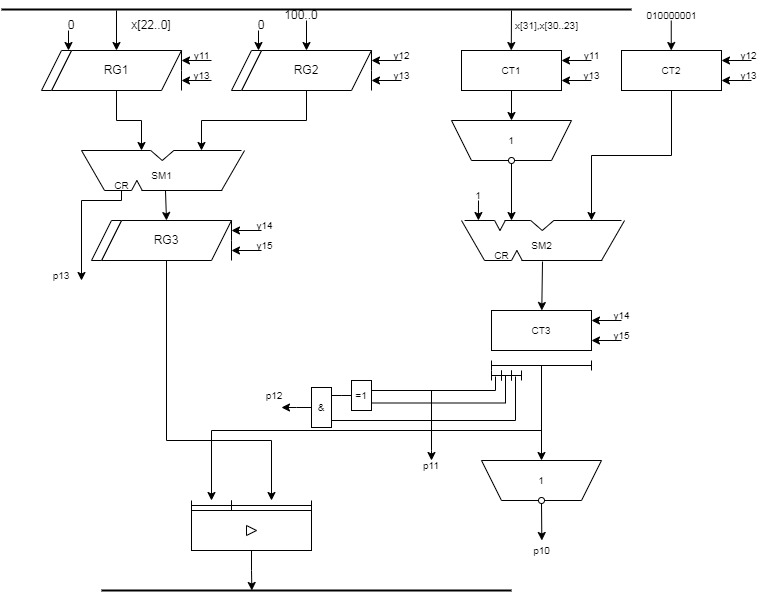 0
x[22..0]
0
100..0
x[31],x[30..23]
010000001
RG1
y11
y13
RG2
y12
y13
CT1
y11
y13
CT2
y12
y13
1
SM1
CR
1
RG3
y14
y15
SM2
CR
p13
CT3
y14
y15
p12
&
=1
p11
1
p10